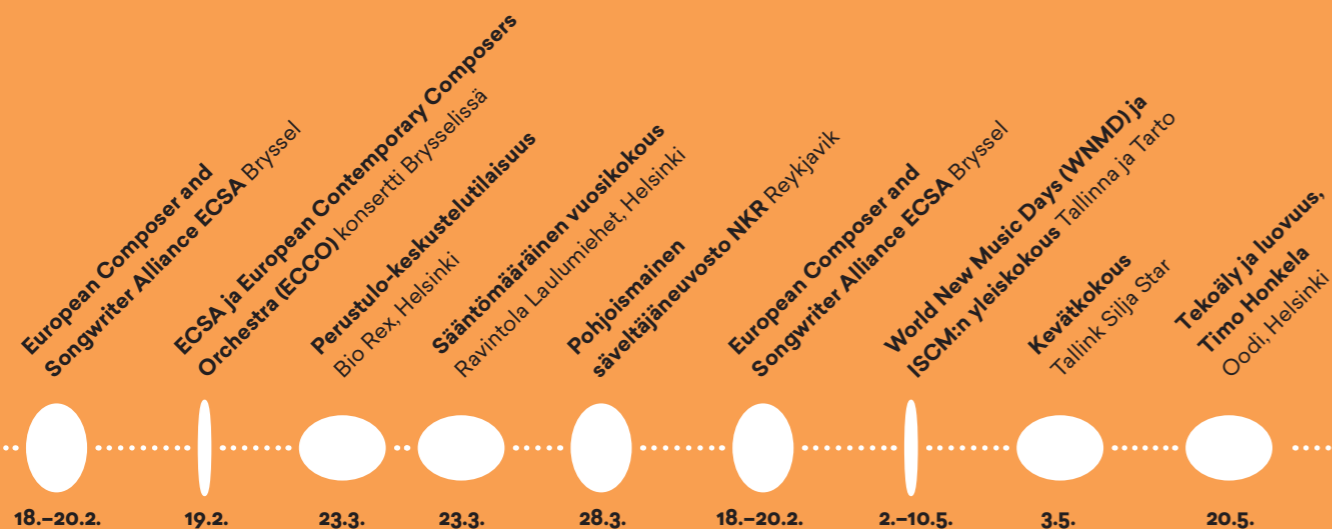 European Composer and
Songwriter Alliance ECSA Bryssel
18.–20.2.
ECSA ja European Contemporary Composers
Orchestra (ECCO) konsertti Brysselissä
19.2.
Perustulo-keskustelutilaisuus
Bio Rex, Helsinki
23.3.
Sääntömääräinen vuosikokous
Ravintola Laulumiehet, Helsinki
23.3.
Pohjoismainen
säveltäjäneuvosto NKR Reykjavik
28.3.
European Composer and
Songwriter Alliance ECSA Bryssel
18.–20.2.
World New Music Days (WNMD) ja
ISCM:n yleiskokous Tallinna ja Tarto
2.–10.5.
Kevätkokous
Tallink Silja Star
3.5.
Tekoäly ja luovuus,
Timo Honkela
Oodi, Helsinki
20.5.